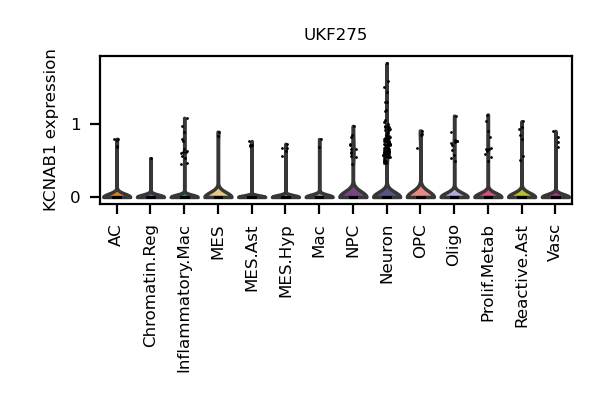 UKF275
KCNAB1 expression
1
0
AC
Chromatin.Reg
Inflammatory.Mac
MES
MES.Ast
MES.Hyp
Mac
NPC
Neuron
OPC
Oligo
Prolif.Metab
Reactive.Ast
Vasc